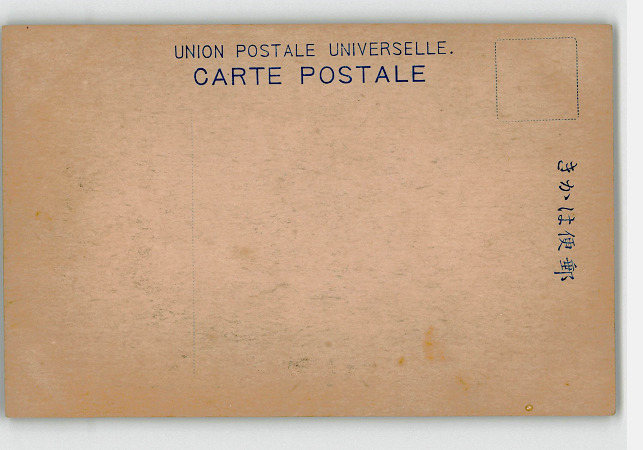 UNION POSTALE UNIVERSELLE.
CARTE POSTALE
きかは便郵